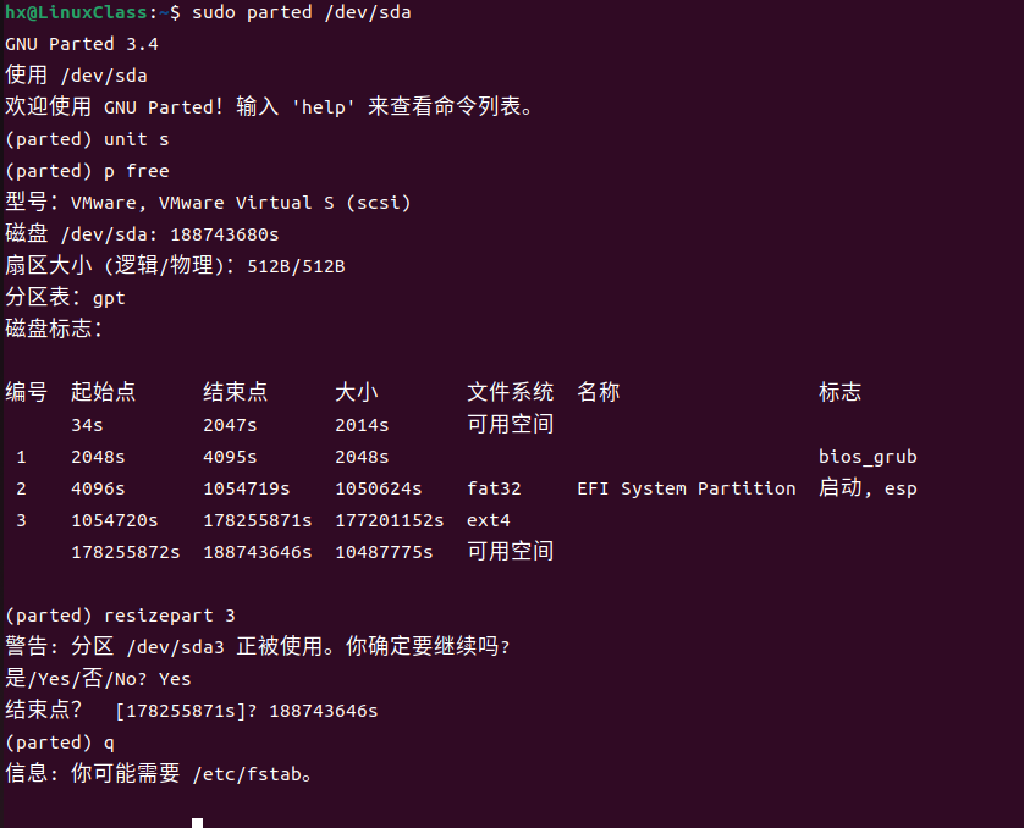 hx@LinuxClass:~$ sudo parted /dev/sda
GNU Parted 3.4
使用 /dev/sda
欢迎使用 GNU Parted！输入 'help' 来查看命令列表。
(parted) unit s
(parted) p free
型号：VMware, VMware Virtual S (scsi)
磁盘 /dev/sda: 188743680s
扇区大小 (逻辑/物理)：512B/512B
分区表：gpt
磁盘标志：
编号  起始点      结束点      大小        文件系统  名称                  标志
      34s         2047s       2014s       可用空间
 1    2048s       4095s       2048s                                       bios_grub
 2    4096s       1054719s    1050624s    fat32     EFI System Partition  启动, esp
 3    1054720s    178255871s  177201152s  ext4
      178255872s  188743646s  10487775s   可用空间
(parted) resizepart 3
警告: 分区 /dev/sda3 正被使用。你确定要继续吗?
是/Yes/否/No? Yes
结束点？  [178255871s]? 188743646s
(parted) q
信息: 你可能需要 /etc/fstab。